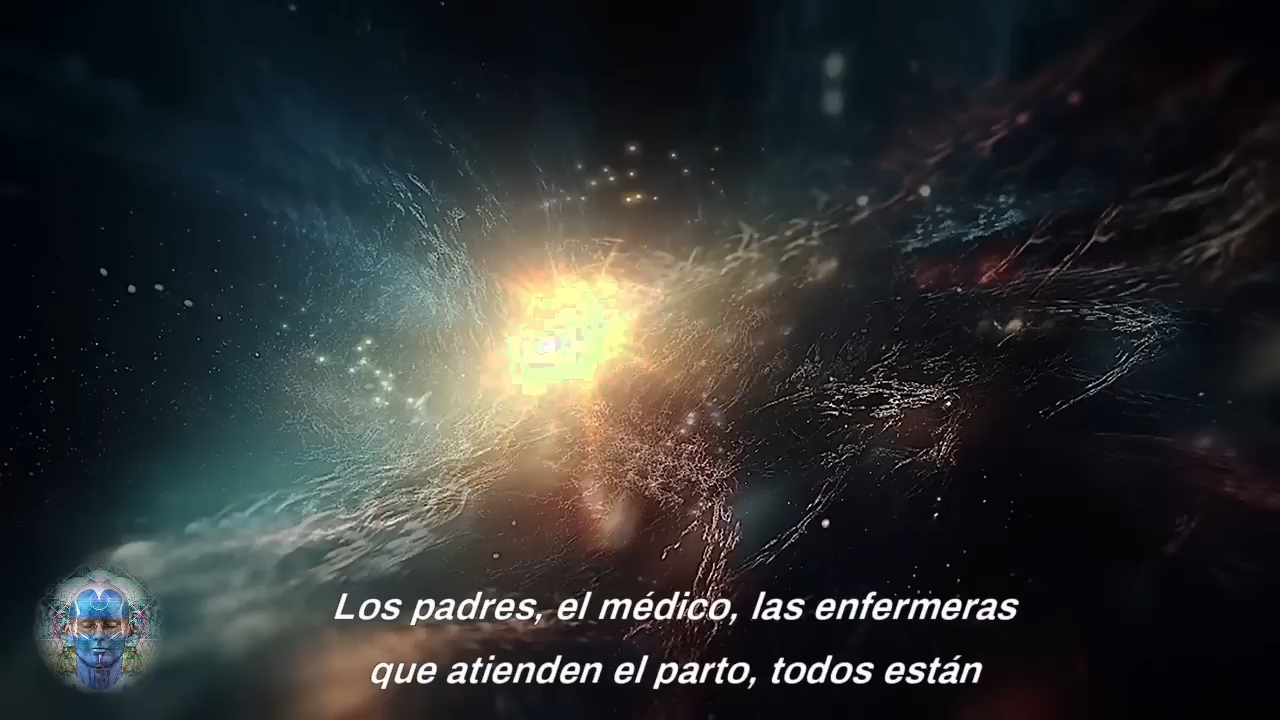 Los padres, el médico, las enfermeras
que atienden el parto, todos están